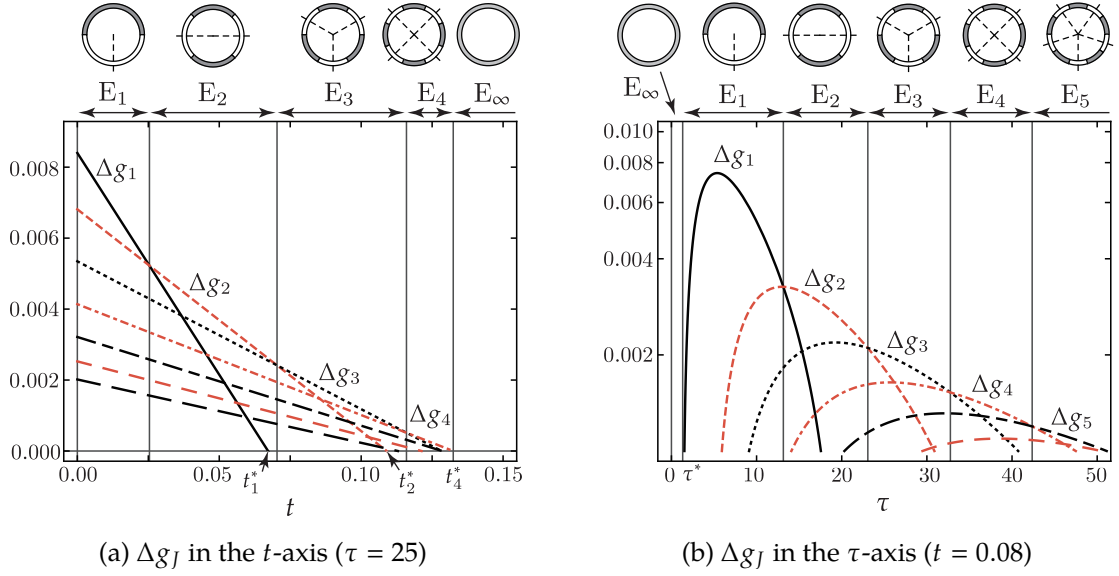 E₁ E₂ E₃ E₄ E∞
0.008
0.006
0.004
0.002
0.000
Δg₁
Δg₂
Δg₃
Δg₄
0.00 0.05 0.10 0.15
t₁* t₂* t₄*
t
(a) Δg_J in the t-axis (τ = 25)
E∞ E₁ E₂ E₃ E₄ E₅
0.010
0.008
0.006
0.004
0.002
Δg₁
Δg₂
Δg₃
Δg₄
Δg₅
0 τ* 10 20 30 40 50
τ
(b) Δg_J in the τ-axis (t = 0.08)